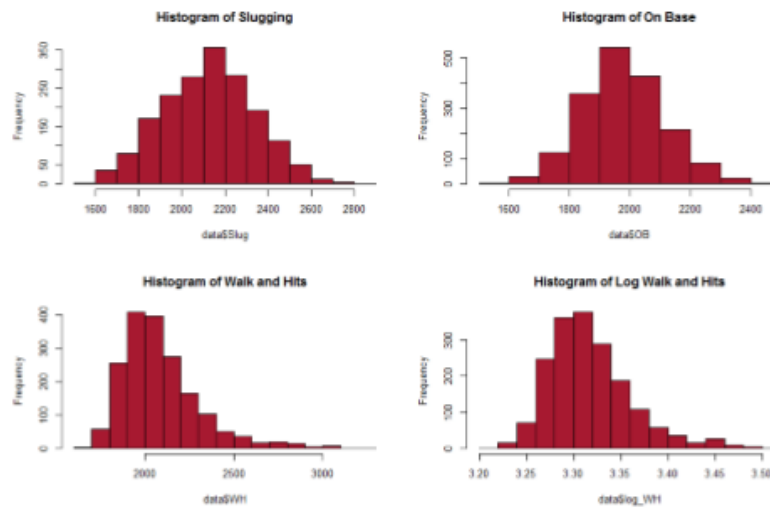 Histogram of Slugging
Frequency
350
250
150
50
0
1600 1800 2000 2200 2400 2600 2800
data$Slug
Histogram of On Base
Frequency
500
300
100
0
1600 1800 2000 2200 2400
data$OB
Histogram of Walk and Hits
Frequency
400
300
200
100
0
2000 2500 3000
data$WH
Histogram of Log Walk and Hits
Frequency
300
200
100
0
3.20 3.25 3.30 3.35 3.40 3.45 3.50
data$log_WH